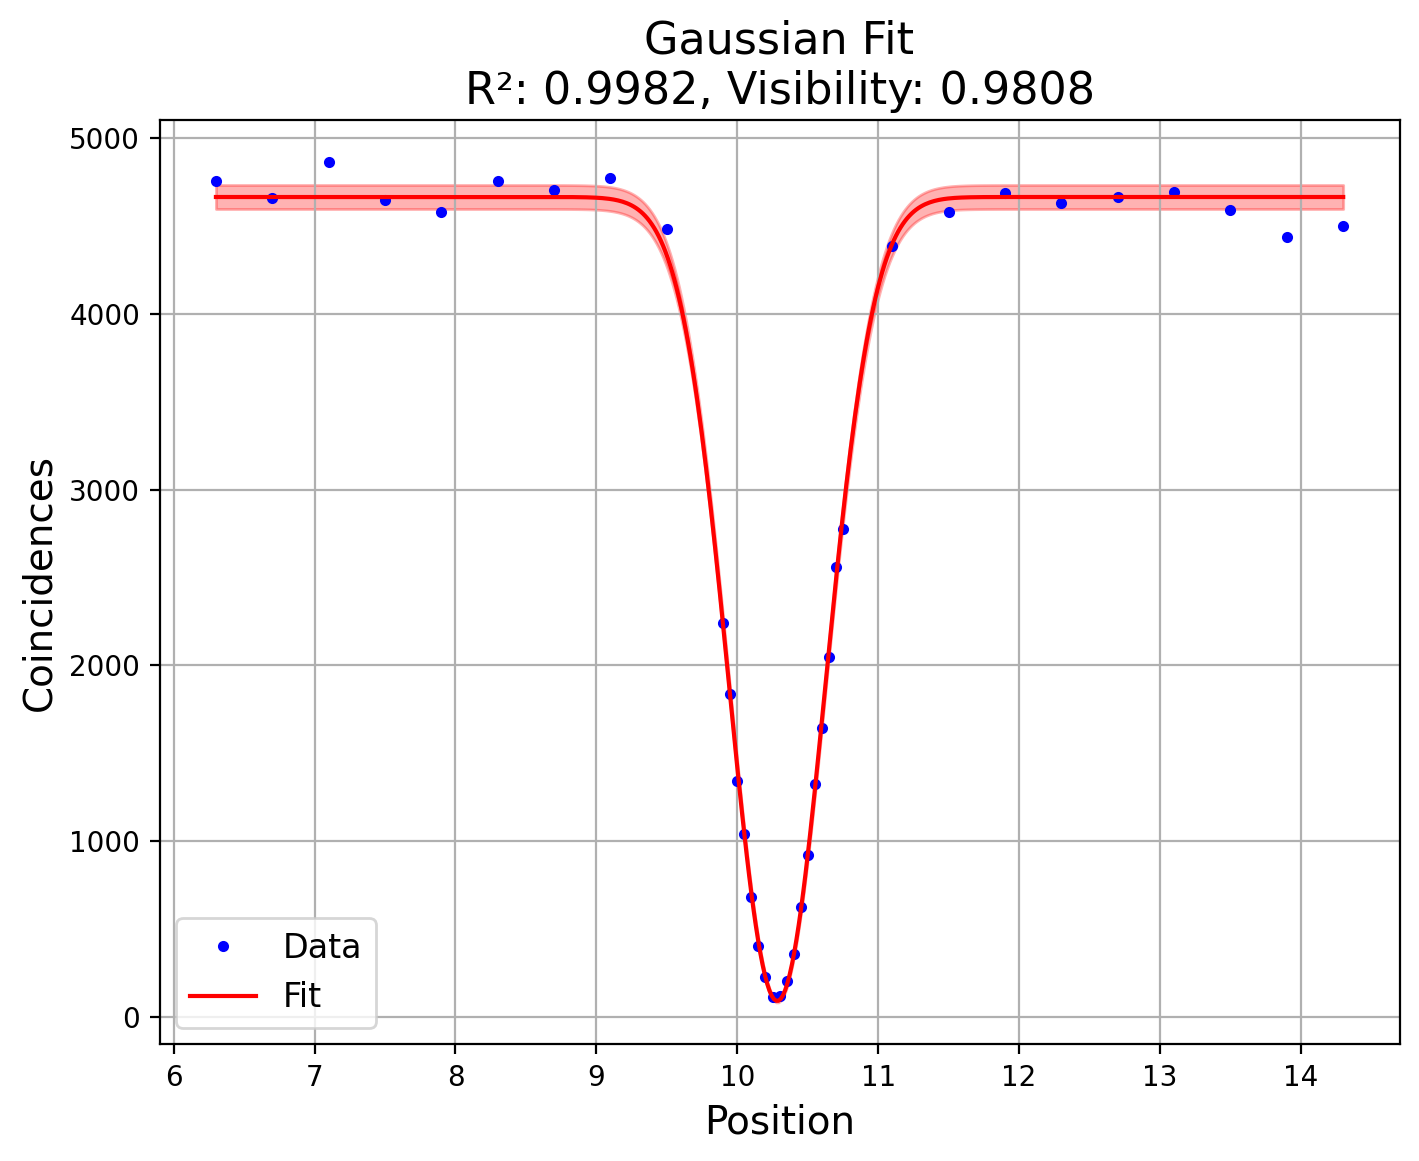 Gaussian Fit
R²: 0.9982, Visibility: 0.9808
5000
4000
3000
2000
1000
0
Coincidences
Data
Fit
6 7 8 9 10 11 12 13 14
Position